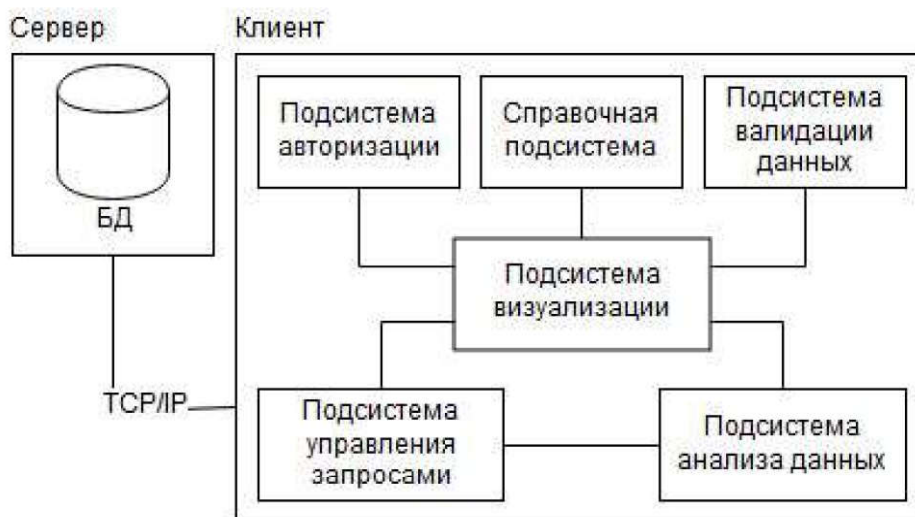 Сервер
Клиент
БД
Подсистема
авторизации
Справочная
подсистема
Подсистема
валидации
данных
Подсистема
визуализации
TCP/IP
Подсистема
управления
запросами
Подсистема
анализа данных